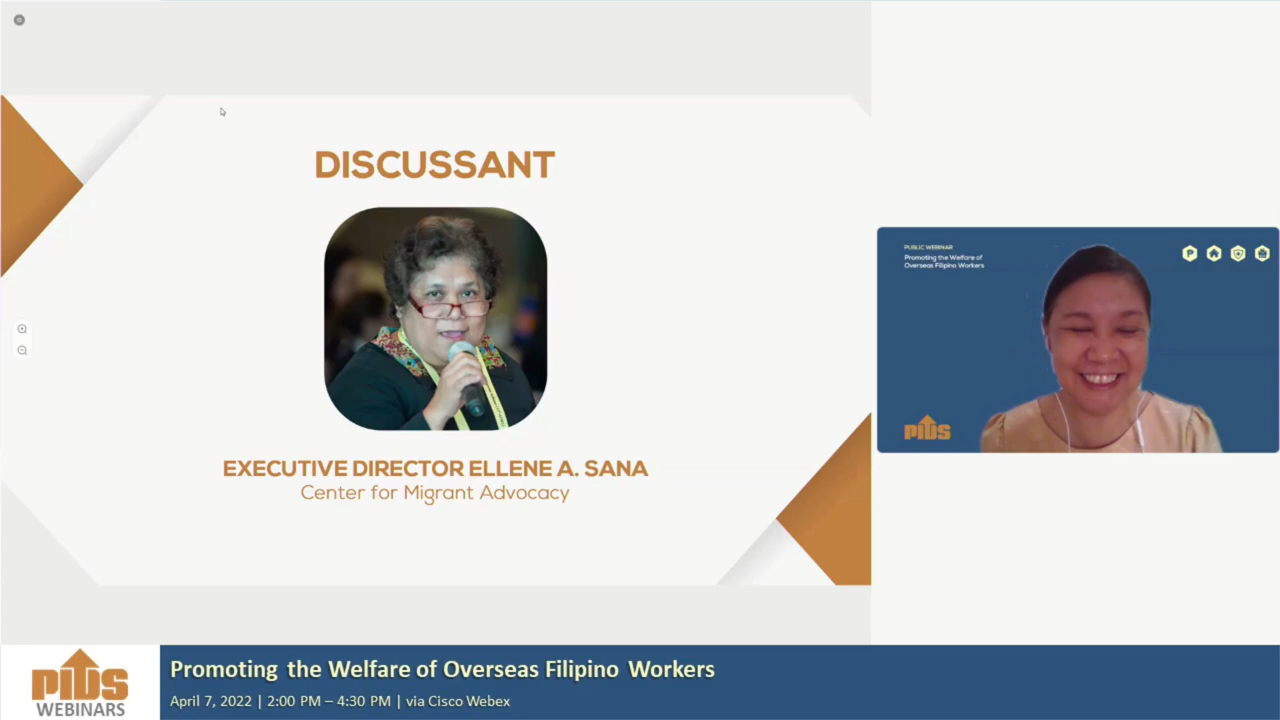 DISCUSSANT
EXECUTIVE DIRECTOR ELLENE A. SANA
Center for Migrant Advocacy
PUBLIC WEBINAR
Promoting the Welfare of
Overseas Filipino Workers
P
PIDS
PIDS
WEBINARS
Promoting the Welfare of Overseas Filipino Workers
April 7, 2022 | 2:00 PM – 4:30 PM | via Cisco Webex